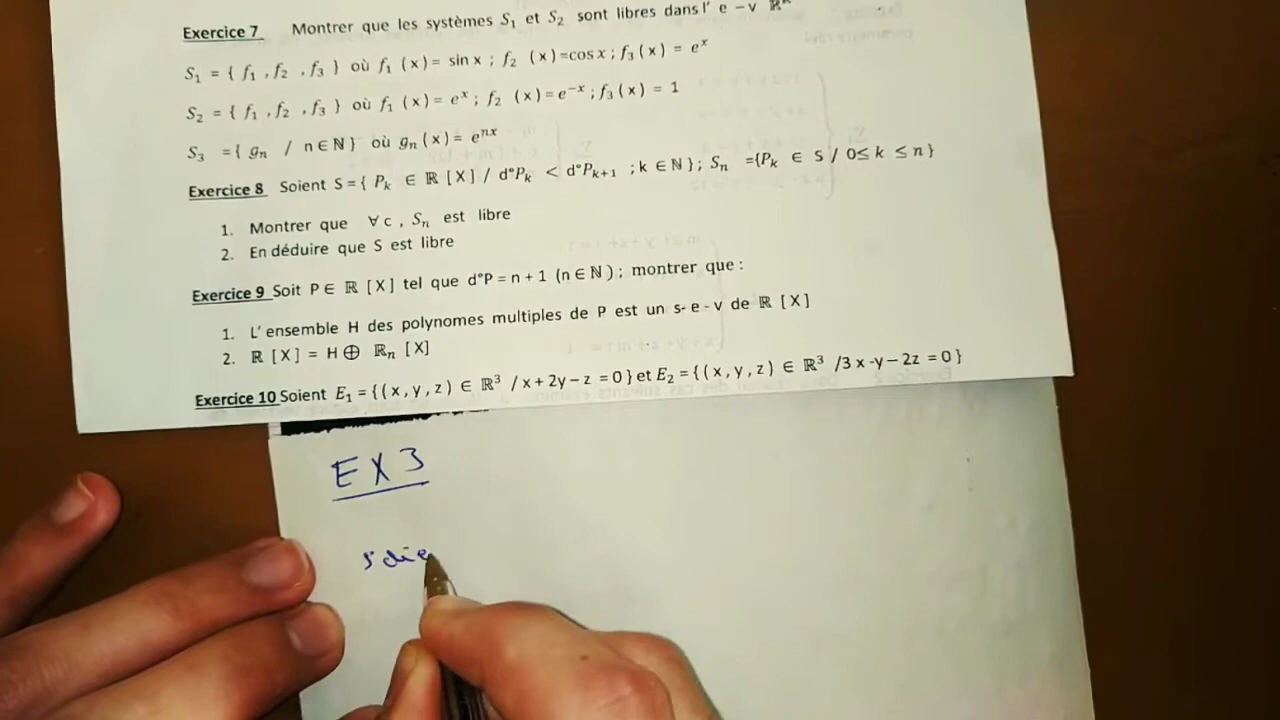 Exercice 7 Montrer que les systèmes S₁ et S₂ sont libres dans l' e – v
S₁ = { f₁ , f₂ , f₃ } où f₁ (x) = sin x ; f₂ (x) =cos x ; f₃ (x) = eˣ
S₂ = { f₁ , f₂ , f₃ } où f₁ (x) = eˣ ; f₂ (x) = e⁻ˣ ; f₃ (x) = 1
S₃ = { gₙ / n ∈ ℕ } où gₙ (x) = eⁿˣ
Exercice 8 Soient S = { Pₖ ∈ ℝ [X] / d°Pₖ < d°Pₖ₊₁ ; k ∈ ℕ } ; Sₙ ={Pₖ ∈ S / 0≤ k ≤ n }
1. Montrer que ∀ c , Sₙ est libre
2. En déduire que S est libre
Exercice 9 Soit P ∈ ℝ [X] tel que d°P = n + 1 (n ∈ ℕ) ; montrer que :
1. L' ensemble H des polynomes multiples de P est un s- e - v de ℝ [X]
2. ℝ [X] = H ⊕ ℝₙ [X]
Exercice 10 Soient E₁ = { (x , y , z) ∈ ℝ³ / x + 2y – z = 0 } et E₂ = { (x , y , z) ∈ ℝ³ /3 x -y – 2z = 0 }
EX3
soie